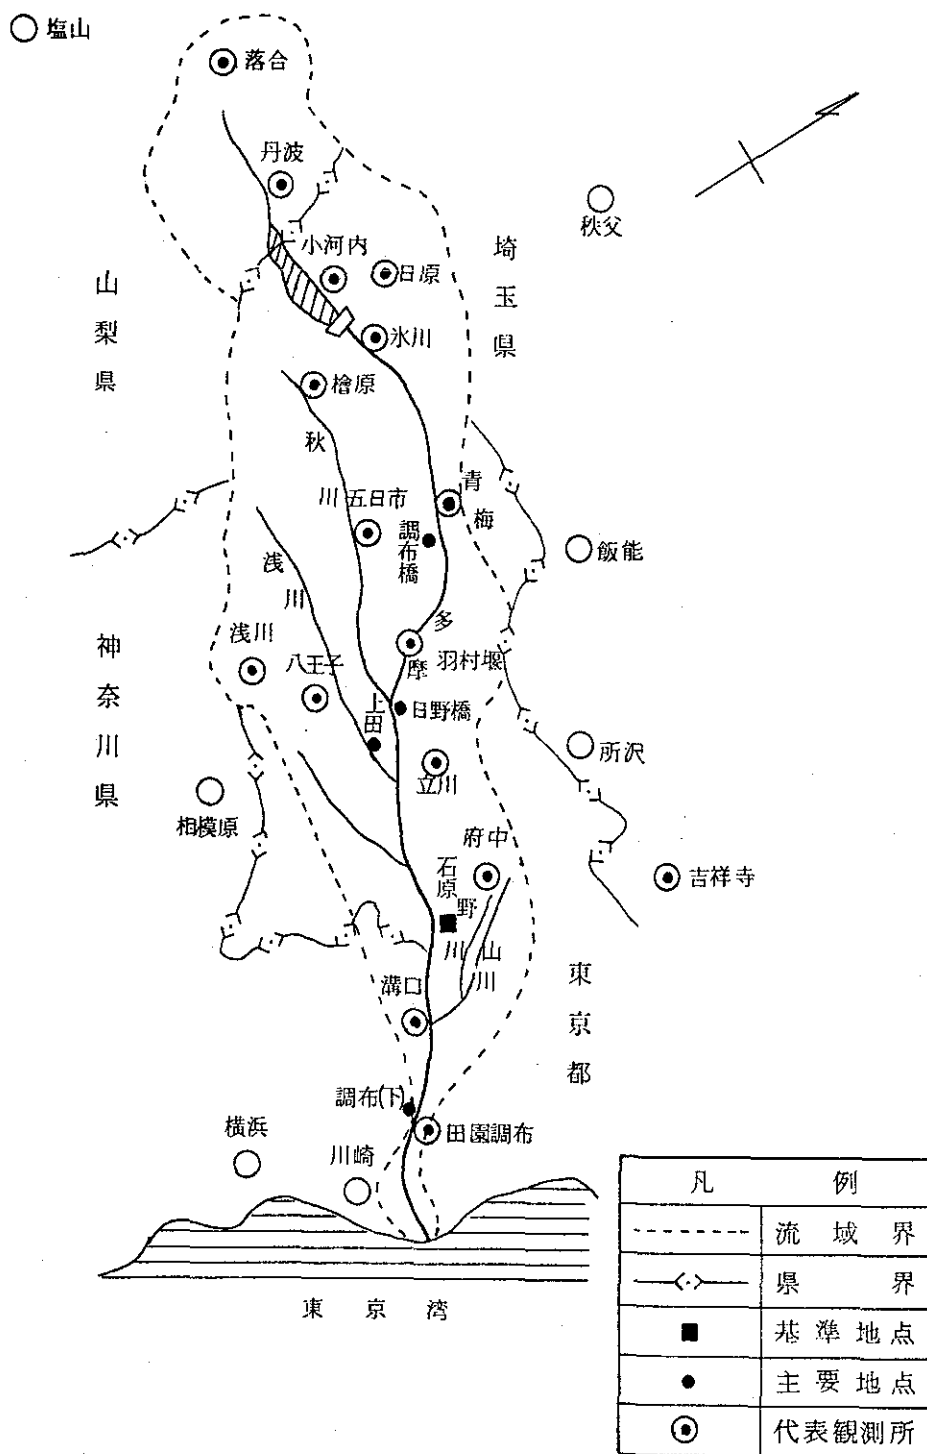 塩山
落合
丹波
秩父
小河内
日原
埼玉県
山梨県
氷川
檜原
秋川
五日市
青梅
調布橋
飯能
浅川
多摩川
羽村堰
浅川
八王子
神奈川県
上田
日野橋
所沢
立川
相模原
府中
石原
吉祥寺
野川
山川
溝口
東京都
調布(下)
田園調布
横浜
川崎
東京湾
凡例
流域界
県界
基準地点
主要地点
代表観測所